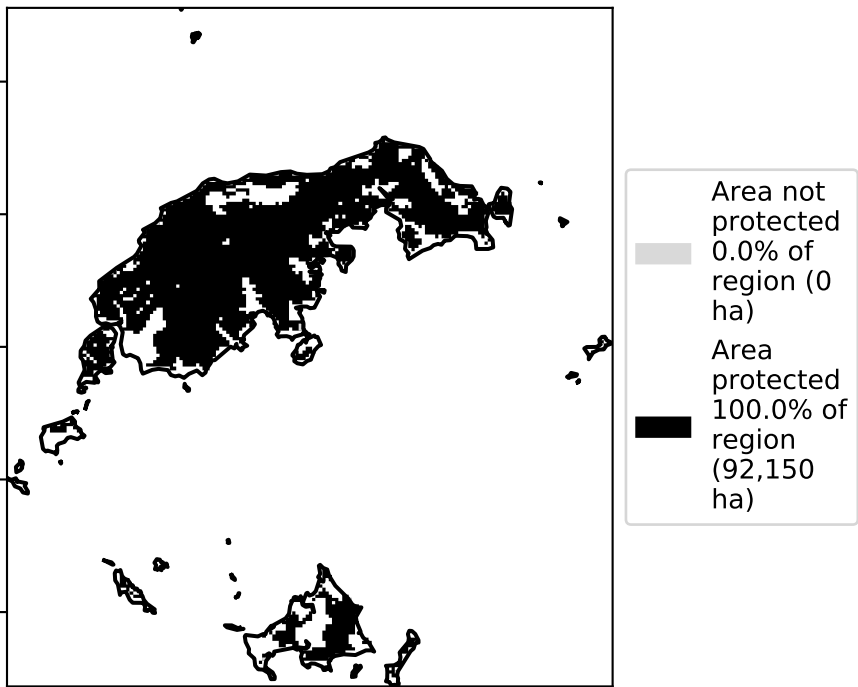 Area not
protected
0.0% of
region (0
ha)
Area
protected
100.0% of
region
(92,150
ha)